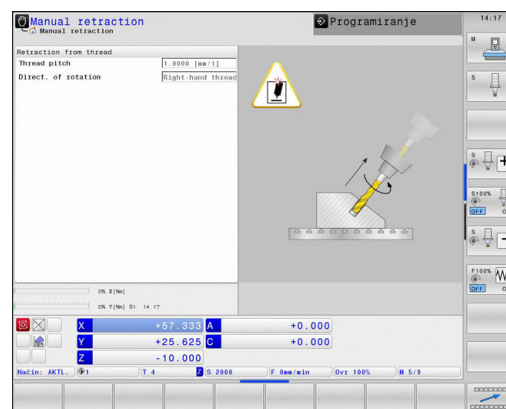 Manual retraction
Manual retraction
Programiranje
14:17
Retraction from thread
Thread pitch 1.0000 [mm/1]
Direct. of rotation Right-hand thread
M
S
S
S100%
OFF
S
F100%
OFF
0% X[Nm]
0% Y[Nm] S1 14:17
X +57.333 A +0.000
Y +25.625 C +0.000
Z -10.000
Način: AKTL. 1 T 4 Z S 2000 F 0mm/min Ovr 100% M 5/9